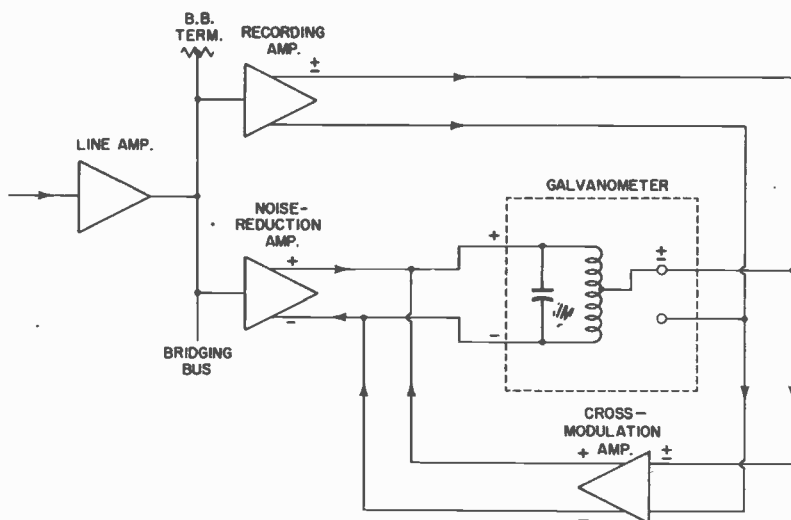 B.B.
TERM.
RECORDING
AMP.
±
LINE AMP.
GALVANOMETER
NOISE-
REDUCTION
AMP.
+
+
±
-
-
BRIDGING
BUS
CROSS-
MODULATION
AMP.
+
±
-